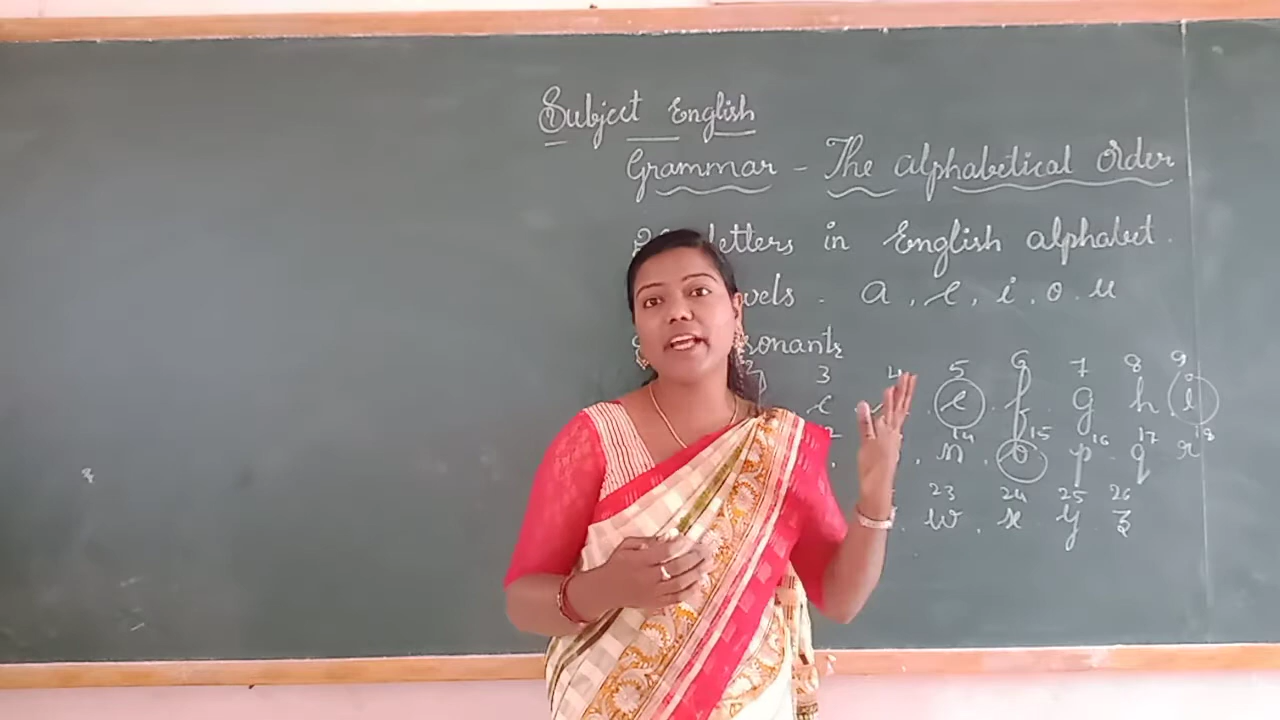 Subject English
Grammar - The alphabetical Order
letters in English alphabet.
a, e, i, o. u
3 4 5 6 7 8 9
c . e . f . g h . i
14 15 16 17 18
. n . o . p . q r
23 24 25 26
w . x . y . z